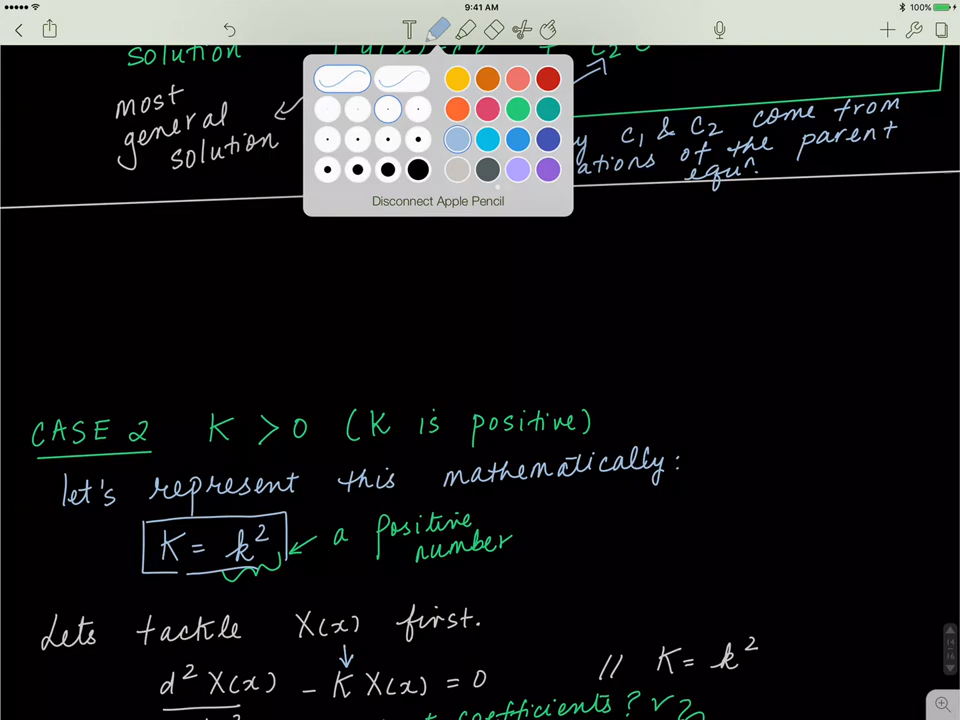 9:41 AM
100%
T
solution
C2
most
general
solution
Disconnect Apple Pencil
y C1 & C2 come from
ations of the parent
equⁿ.
CASE 2 K > 0 (K is positive)
let's represent this mathematically:
K = k² ← a positive
number
Lets tackle X(x) first.
↓
d² X(x) - K X(x) = 0 // K = k²
coefficients?